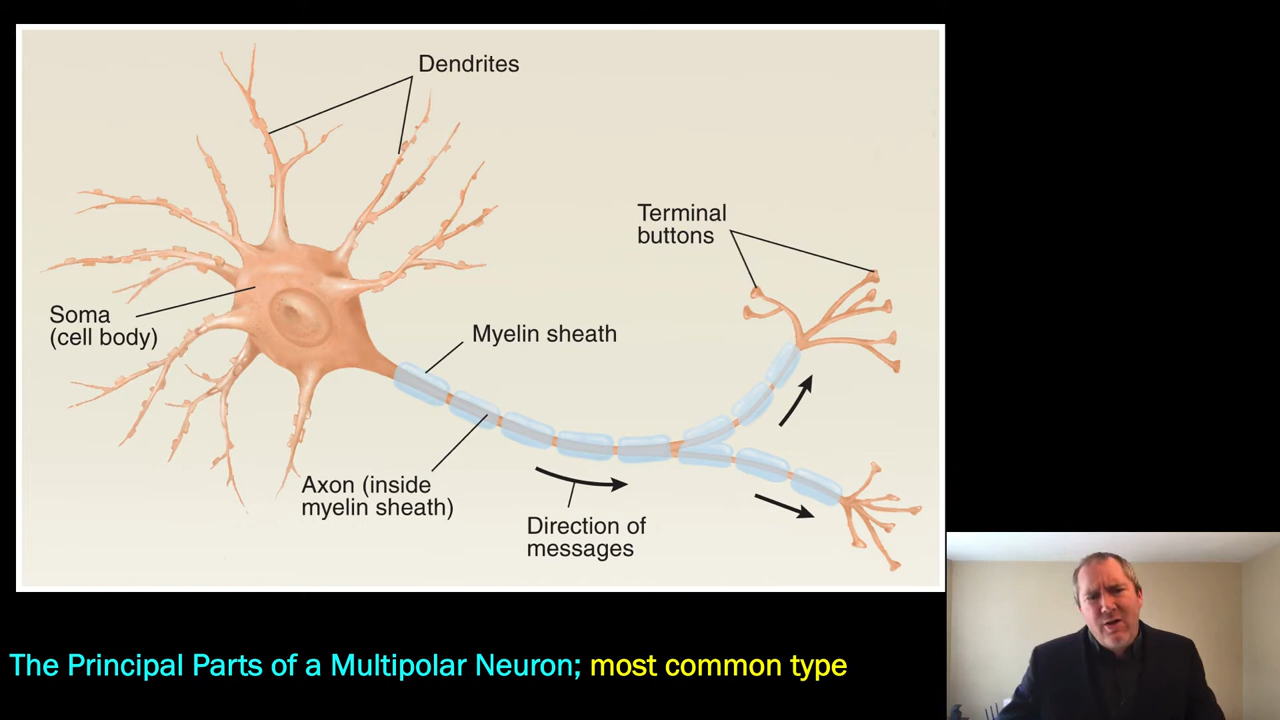 Dendrites
Terminal
buttons
Soma
(cell body)
Myelin sheath
Axon (inside
myelin sheath)
Direction of
messages
The Principal Parts of a Multipolar Neuron; most common type